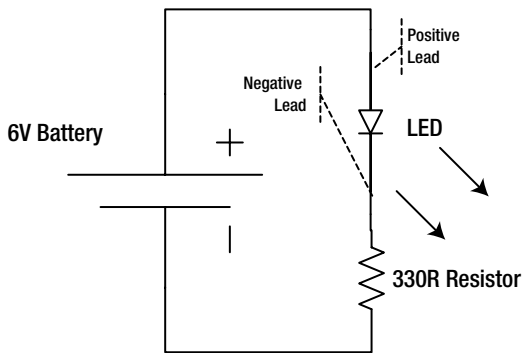 Positive
Lead
Negative
Lead
6V Battery
LED
330R Resistor